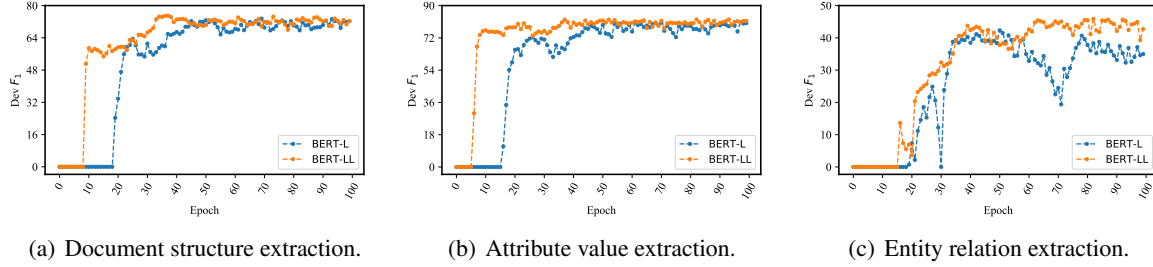 80
64
48
32
16
0
Dev F₁
0 10 20 30 40 50 60 70 80 90 100
Epoch
BERT-L
BERT-LL
(a) Document structure extraction.
90
72
54
36
18
0
Dev F₁
0 10 20 30 40 50 60 70 80 90 100
Epoch
BERT-L
BERT-LL
(b) Attribute value extraction.
50
40
30
20
10
0
Dev F₁
0 10 20 30 40 50 60 70 80 90 100
Epoch
BERT-L
BERT-LL
(c) Entity relation extraction.